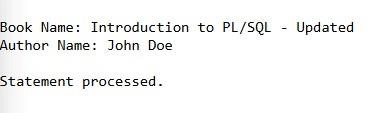 Book Name: Introduction to PL/SQL - Updated
Author Name: John Doe
Statement processed.